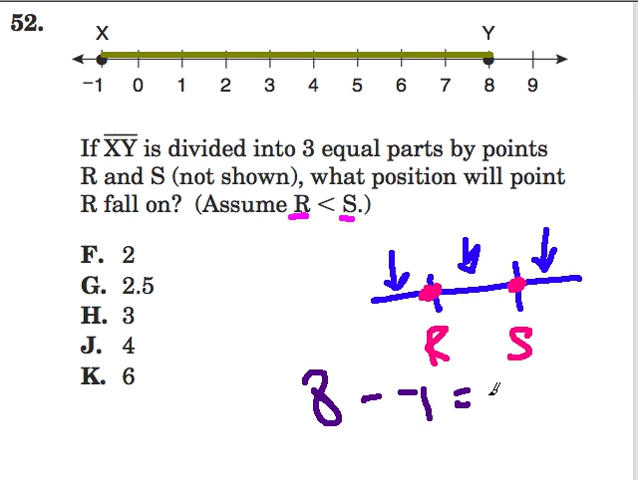 52.
X Y
-1 0 1 2 3 4 5 6 7 8 9
If XY is divided into 3 equal parts by points
R and S (not shown), what position will point
R fall on? (Assume R < S.)
F. 2
G. 2.5
H. 3
J. 4
K. 6
R S
8 - -1 =